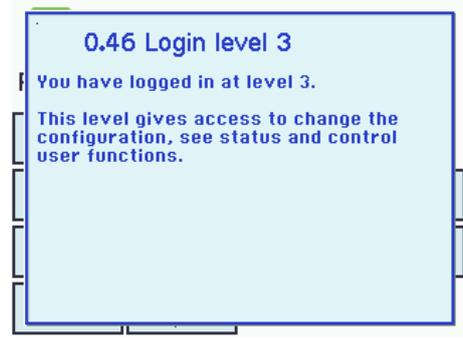 0.46 Login level 3
You have logged in at level 3.
This level gives access to change the
configuration, see status and control
user functions.